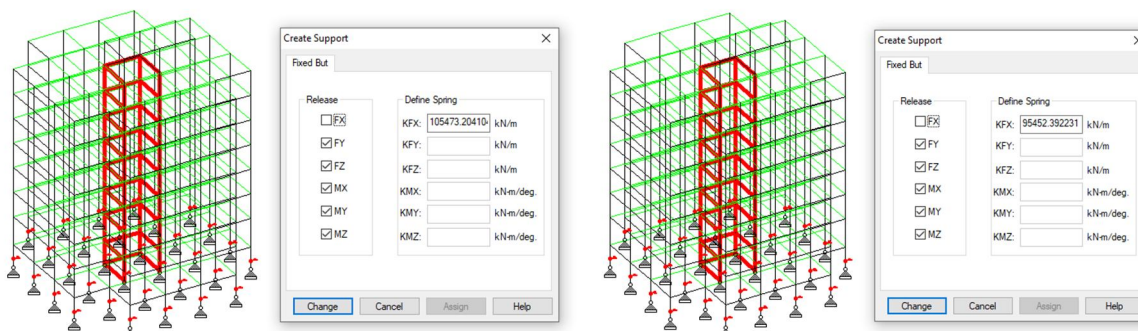 Create Support
Fixed But
Release
FX
FY
FZ
MX
MY
MZ
Define Spring
KFX: 105473.204104 kN/m
KFY: kN/m
KFZ: kN/m
KMX: kN-m/deg.
KMY: kN-m/deg.
KMZ: kN-m/deg.
Change Cancel Assign Help
Create Support
Fixed But
Release
FX
FY
FZ
MX
MY
MZ
Define Spring
KFX: 95452.392231 kN/m
KFY: kN/m
KFZ: kN/m
KMX: kN-m/deg.
KMY: kN-m/deg.
KMZ: kN-m/deg.
Change Cancel Assign Help